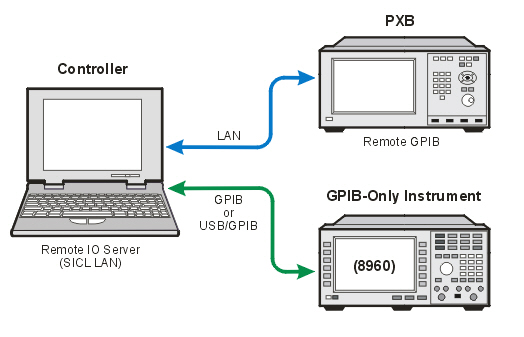 PXB
Controller
LAN
Remote GPIB
GPIB
or
USB/GPIB
GPIB-Only Instrument
(8960)
Remote IO Server
(SICL LAN)